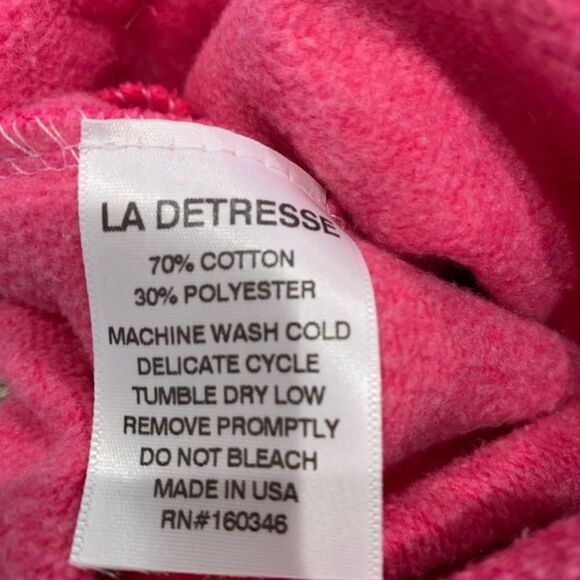 LA DETRESSE
70% COTTON
30% POLYESTER
MACHINE WASH COLD
DELICATE CYCLE
TUMBLE DRY LOW
REMOVE PROMPTLY
DO NOT BLEACH
MADE IN USA
RN#160346